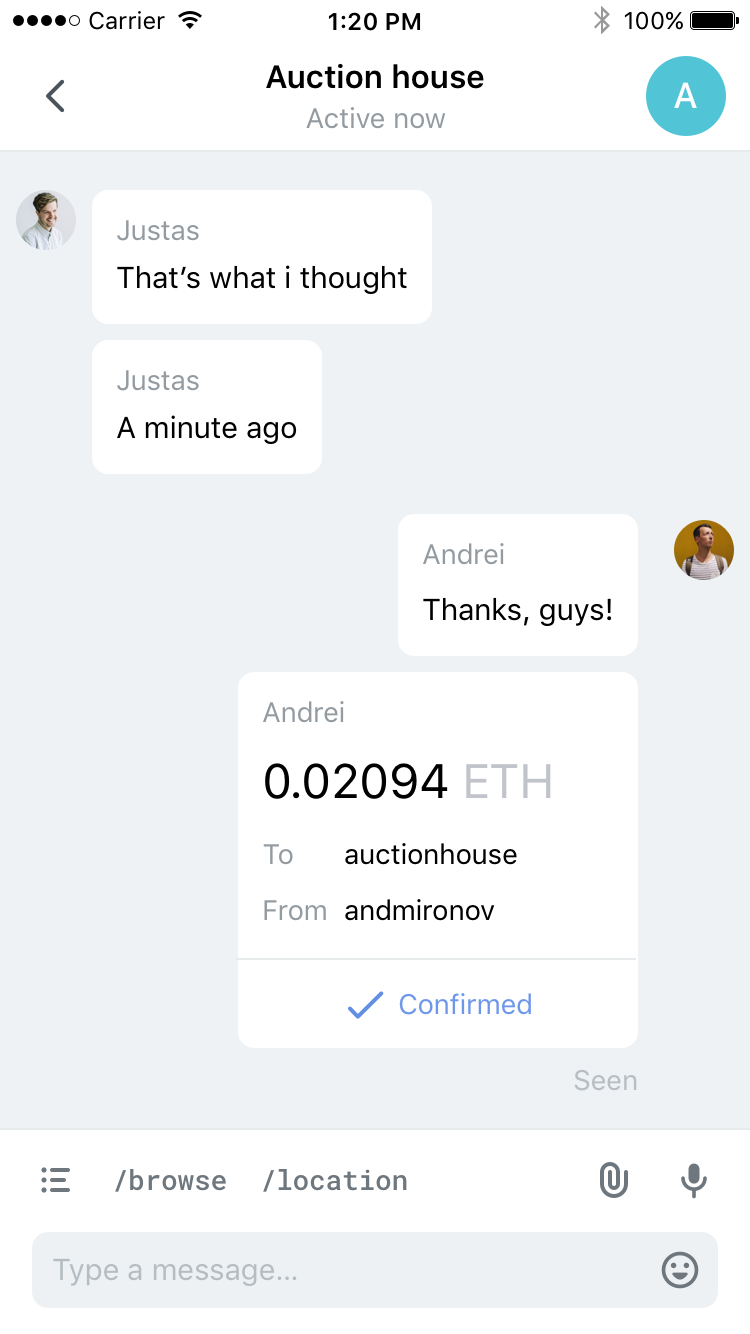 Carrier 1:20 PM 100%
Auction house
Active now
A
Justas
That’s what i thought
Justas
A minute ago
Andrei
Thanks, guys!
Andrei
0.02094 ETH
To auctionhouse
From andmironov
Confirmed
Seen
/browse /location
Type a message...